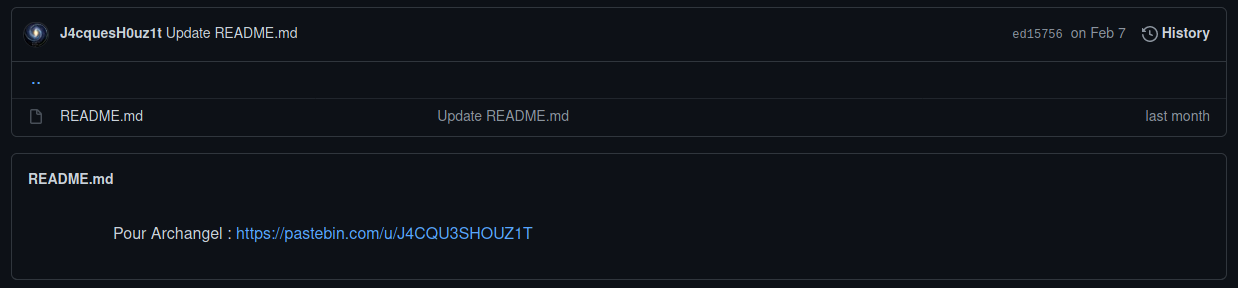 J4cquesH0uz1t Update README.md ed15756 on Feb 7 History
..
README.md Update README.md last month
README.md
Pour Archangel : https://pastebin.com/u/J4CQU3SHOUZ1T